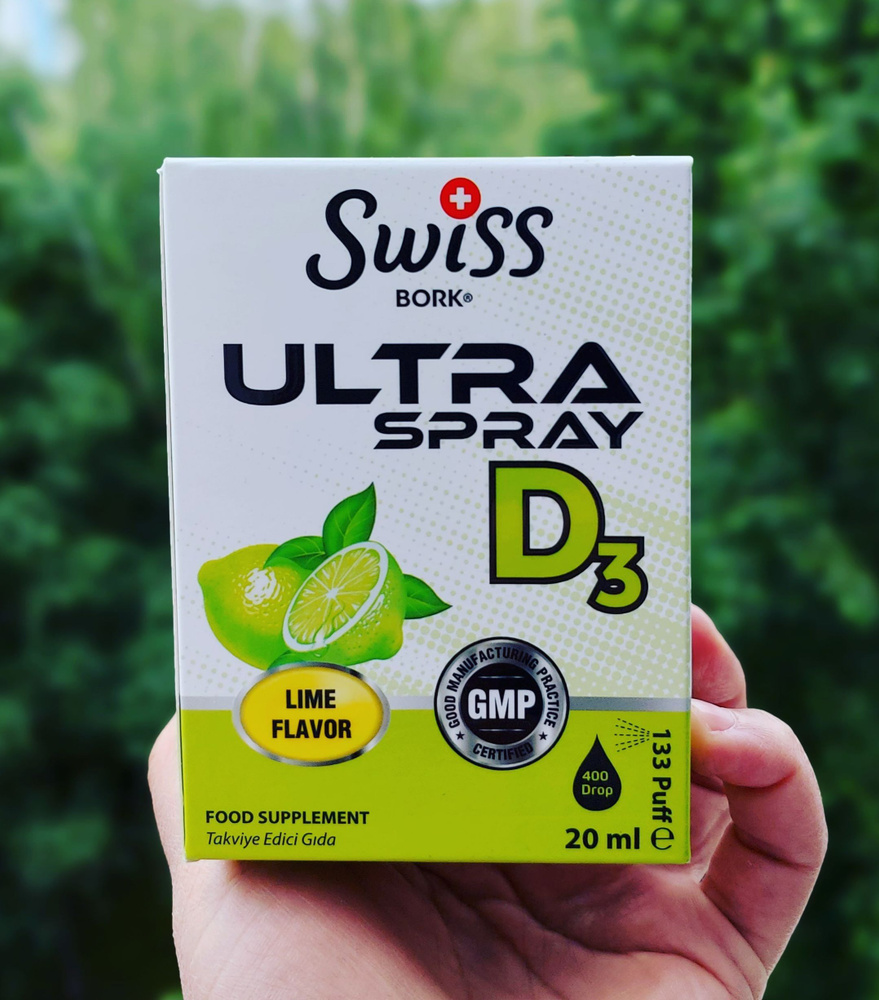 Swiss
BORK®
ULTRA
SPRAY
D3
LIME
FLAVOR
GOOD MANUFACTURING PRACTICE
GMP
CERTIFIED
400
Drop
133 Puff
FOOD SUPPLEMENT
Takviye Edici Gıda
20 ml ℮